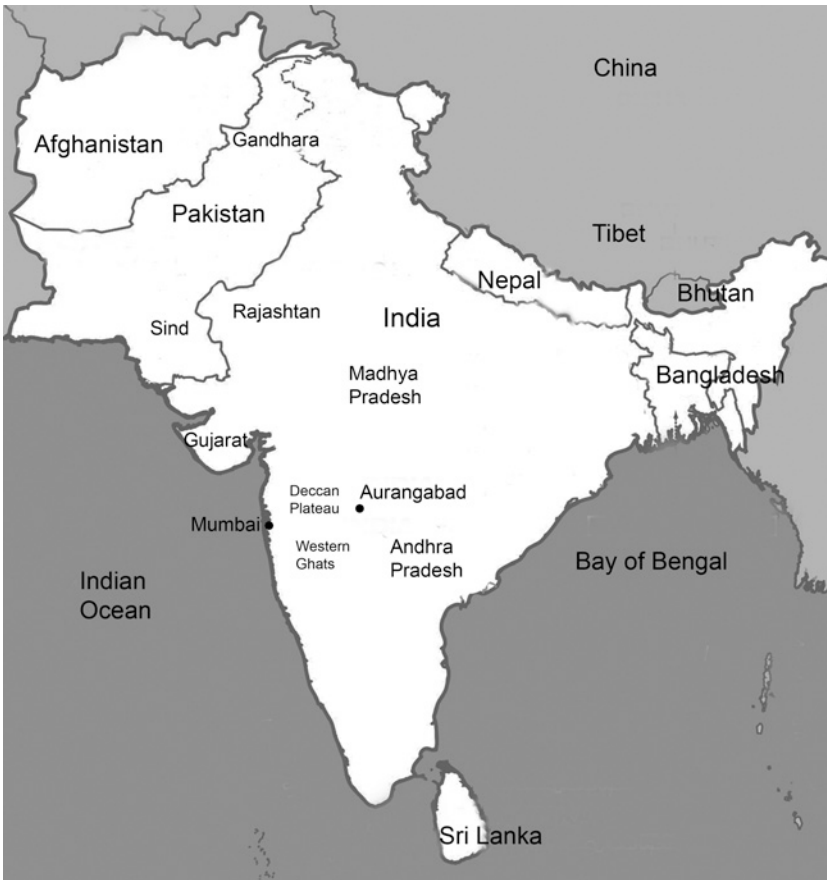 China
Afghanistan
Gandhara
Pakistan
Tibet
Nepal
Bhutan
Rajashtan
India
Sind
Madhya
Pradesh
Bangladesh
Gujarat
Deccan
Plateau
Aurangabad
Mumbai
Western
Ghats
Andhra
Pradesh
Bay of Bengal
Indian
Ocean
Sri Lanka